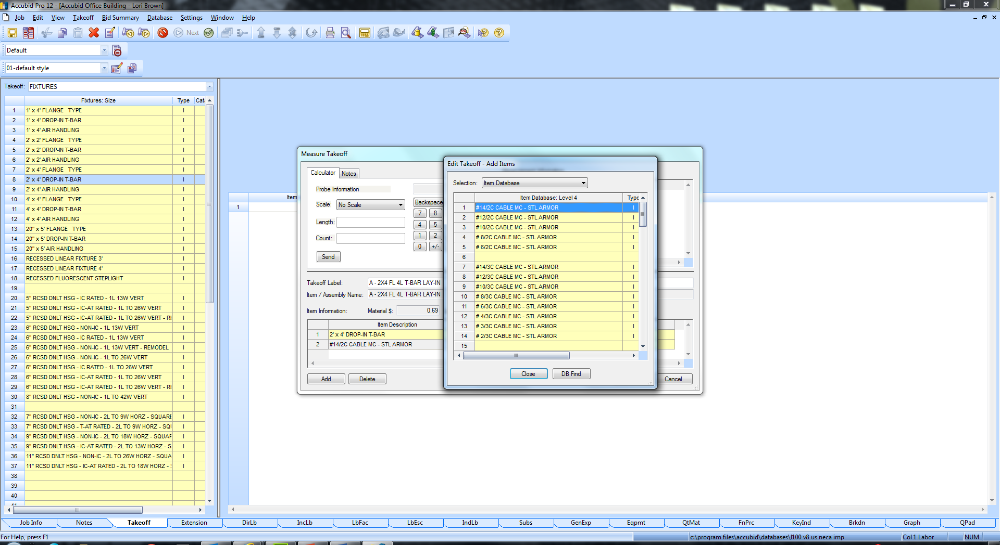 Accubid Pro 12 - [Accubid Office Building - Lori Brown]
Job Edit View Takeoff Bid Summary Database Settings Window Help
Next
Default
01-default style
Takeoff: FIXTURES
Fixtures: Size Type Cata
1 1' x 4' FLANGE TYPE I
2 1' x 4' DROP-IN T-BAR I
3 1' x 4' AIR HANDLING I
4 2' x 2' FLANGE TYPE I
5 2' x 2' DROP-IN T-BAR I
6 2' x 2' AIR HANDLING I
7 2' x 4' FLANGE TYPE I
8 2' x 4' DROP-IN T-BAR I
9 2' x 4' AIR HANDLING I
10 4' x 4' FLANGE TYPE I
11 4' x 4' DROP-IN T-BAR I
12 4' x 4' AIR HANDLING I
13 20" x 5' FLANGE TYPE I
14 20" x 5' DROP-IN T-BAR I
15 20" x 5' AIR HANDLING I
16 RECESSED LINEAR FIXTURE 3' I
17 RECESSED LINEAR FIXTURE 4' I
18 RECESSED FLUORESCENT STEPLIGHT I
19
20 5" RCSD DNLT HSG - IC RATED - 1L 13W VERT I
21 5" RCSD DNLT HSG - IC-AT RATED - 1L TO 26W VERT I
22 5" RCSD DNLT HSG - IC-AT RATED - 1L TO 26W VERT - RI I
23 6" RCSD DNLT HSG - NON-IC - 1L 13W VERT I
24 6" RCSD DNLT HSG - IC RATED - 1L 13W VERT I
25 6" RCSD DNLT HSG - NON-IC - 1L 13W VERT - REMODEL I
26 6" RCSD DNLT HSG - NON-IC - 1L TO 26W VERT I
27 6" RCSD DNLT HSG - IC RATED - 1L TO 26W VERT I
28 6" RCSD DNLT HSG - IC-AT RATED - 1L TO 26W VERT I
29 6" RCSD DNLT HSG - IC-AT RATED - 1L TO 26W VERT - RI I
30 8" RCSD DNLT HSG - NON-IC - 1L TO 42W VERT I
31
32 7" RCSD DNLT HSG - NON-IC - 2L TO 9W HORZ - SQUARE I
33 7" RCSD DNLT HSG - T-AT RATED - 2L TO 9W HORZ - SQU I
34 9" RCSD DNLT HSG - NON-IC - 2L TO 18W HORZ - SQUAR I
35 9" RCSD DNLT HSG - IC-AT RATED - 2L TO 13W HORZ - S I
36 11" RCSD DNLT HSG - NON-IC - 2L TO 26W HORZ - SQUA I
37 11" RCSD DNLT HSG - IC-AT RATED - 2L TO 18W HORZ - I
38
39
40
41
Item
1
Measure Takeoff
Calculator Notes
Probe Information
Scale: No Scale
Length:
Count:
Send
Backspace
7 8
4 5
1 2
0 +/-
Takeoff Label: A - 2X4 FL 4L T-BAR LAY-IN
Item / Assembly Name: A - 2X4 FL 4L T-BAR LAY-IN
Item Information: Material $: 0.69
Item Description
1 2' x 4' DROP-IN T-BAR
2 #14/2C CABLE MC - STL ARMOR
Add Delete Cancel
Edit Takeoff - Add Items
Selection: Item Database
Item Database: Level 4 Type
1 #14/2C CABLE MC - STL ARMOR I
2 #12/2C CABLE MC - STL ARMOR I
3 #10/2C CABLE MC - STL ARMOR I
4 # 8/2C CABLE MC - STL ARMOR I
5 # 6/2C CABLE MC - STL ARMOR I
6
7 #14/3C CABLE MC - STL ARMOR I
8 #12/3C CABLE MC - STL ARMOR I
9 #10/3C CABLE MC - STL ARMOR I
10 # 8/3C CABLE MC - STL ARMOR I
11 # 6/3C CABLE MC - STL ARMOR I
12 # 4/3C CABLE MC - STL ARMOR I
13 # 3/3C CABLE MC - STL ARMOR I
14 # 2/3C CABLE MC - STL ARMOR I
15
Close DB Find
Job Info Notes Takeoff Extension DirLb IncLb LbFac LbEsc IndLb Subs GenExp Eqpmt QtMat FnPrc KeyInd Brkdn Graph QPad
For Help, press F1 c:\program files\accubid\databases\l100 v8 us neca imp Col 1 Labor NUM